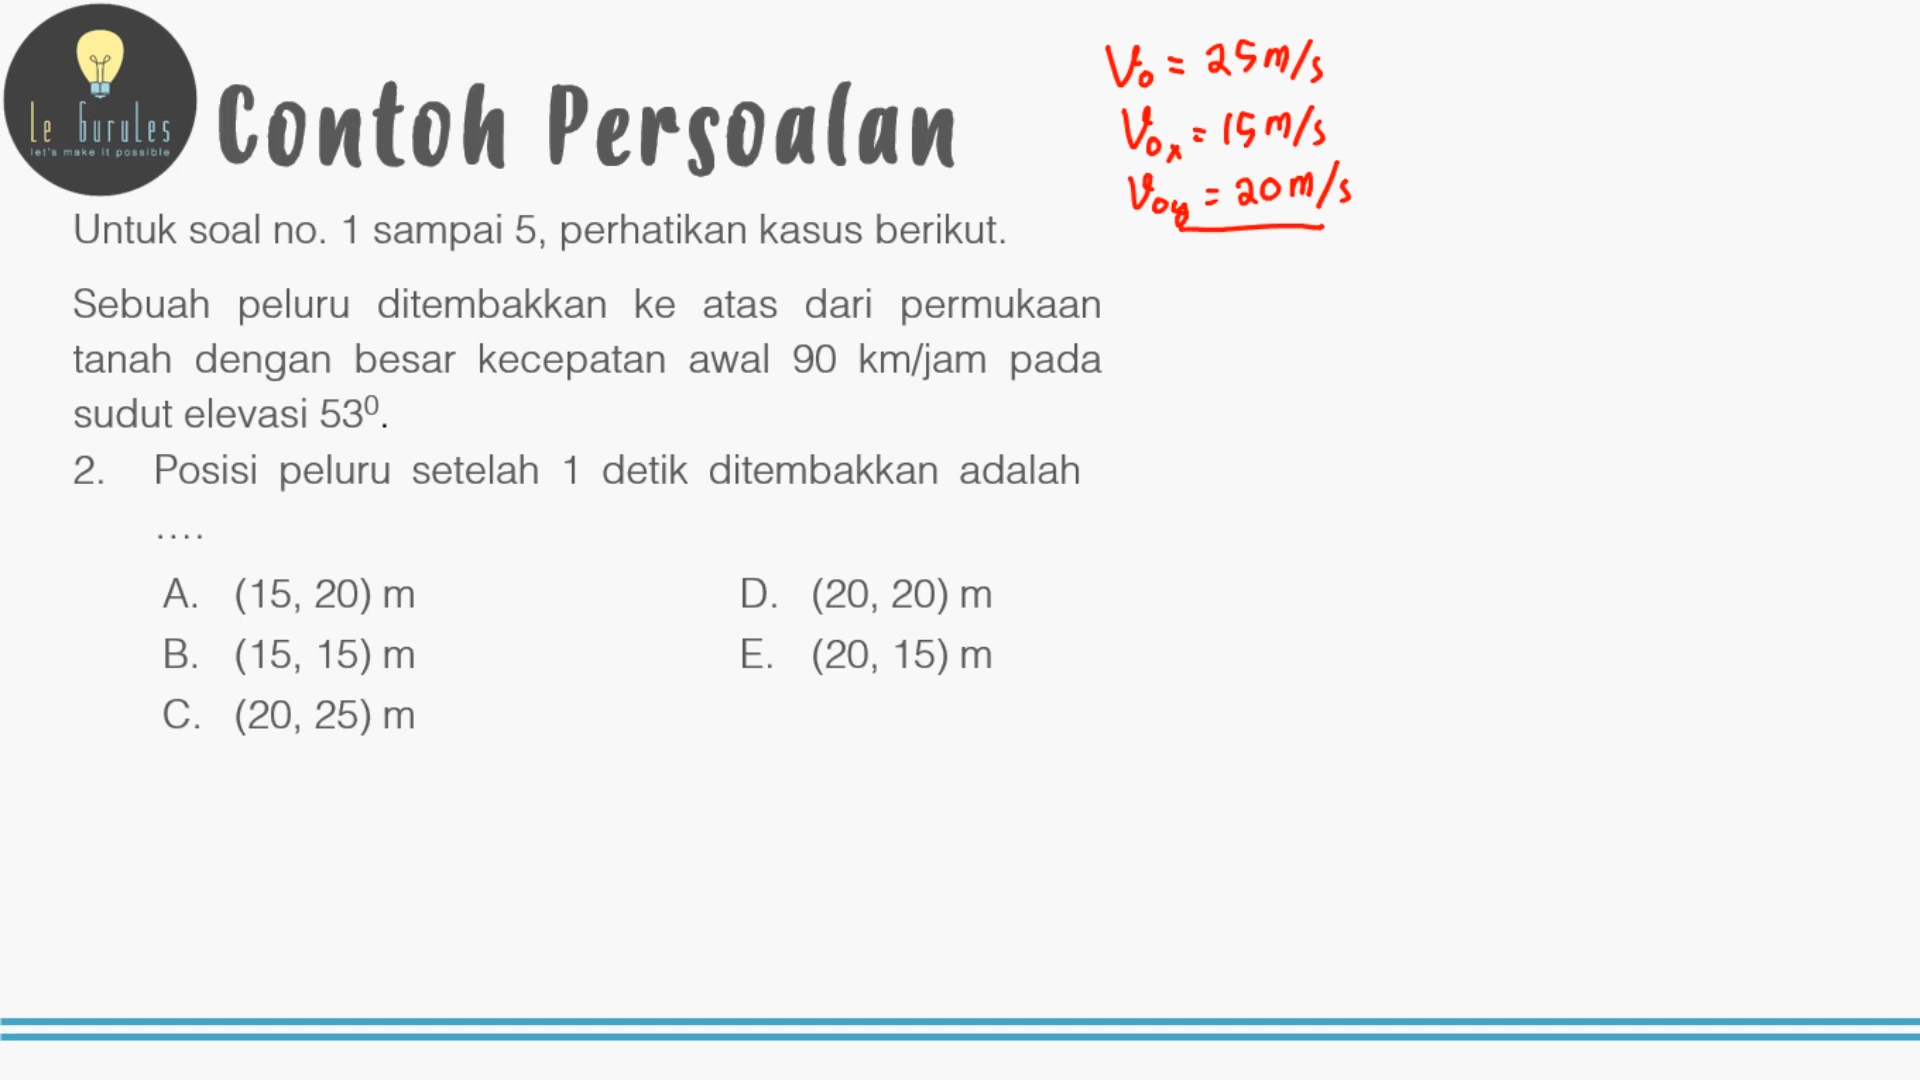 Le Gurules
let's make it possible
Contoh Persoalan
V₀ = 25 m/s
V₀ₓ = 15 m/s
V₀y = 20 m/s
Untuk soal no. 1 sampai 5, perhatikan kasus berikut.
Sebuah peluru ditembakkan ke atas dari permukaan
tanah dengan besar kecepatan awal 90 km/jam pada
sudut elevasi 53⁰.
2. Posisi peluru setelah 1 detik ditembakkan adalah
....
A. (15, 20) m
B. (15, 15) m
C. (20, 25) m
D. (20, 20) m
E. (20, 15) m